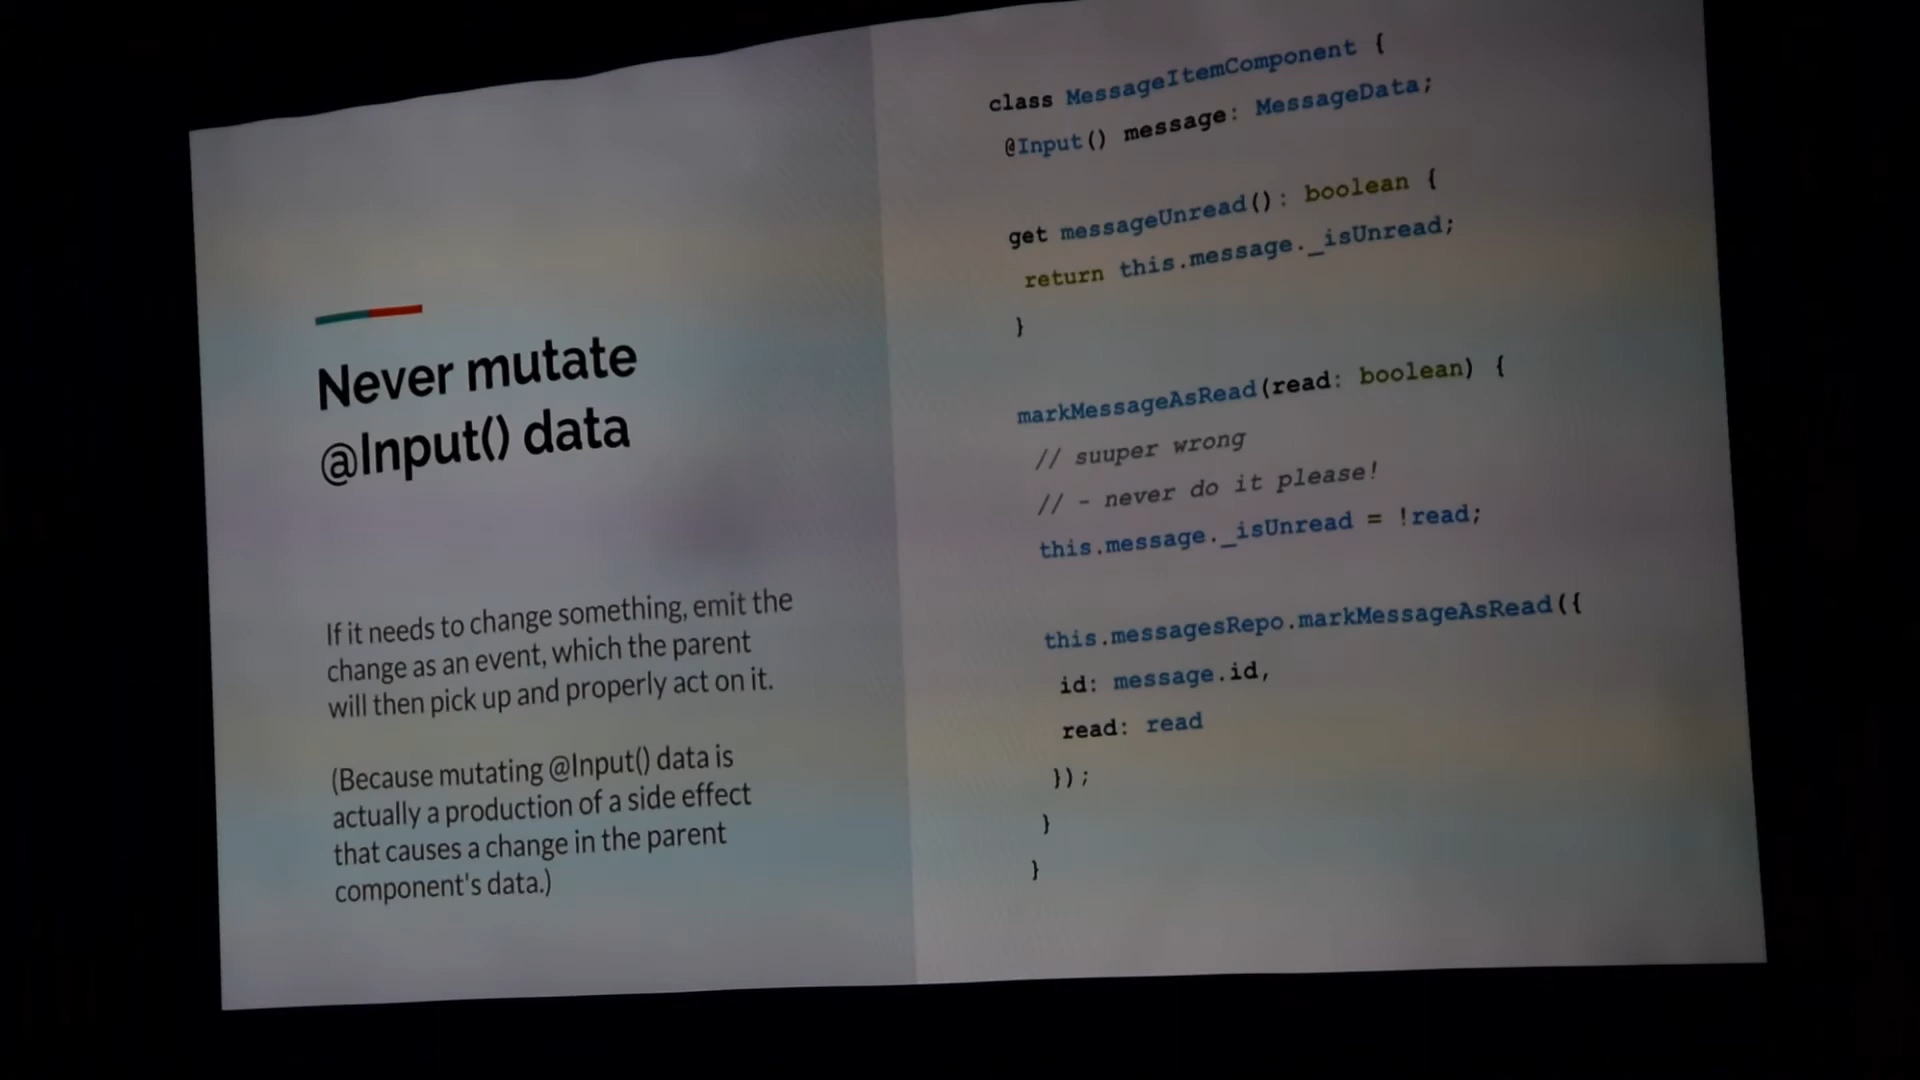 Never mutate
@Input() data
If it needs to change something, emit the
change as an event, which the parent
will then pick up and properly act on it.
(Because mutating @Input() data is
actually a production of a side effect
that causes a change in the parent
component's data.)
class MessageItemComponent {
@Input() message: MessageData;
get messageUnread(): boolean {
return this.message._isUnread;
}
markMessageAsRead(read: boolean) {
// suuper wrong
// - never do it please!
this.message._isUnread = !read;
this.messagesRepo.markMessageAsRead({
id: message.id,
read: read
});
}
}